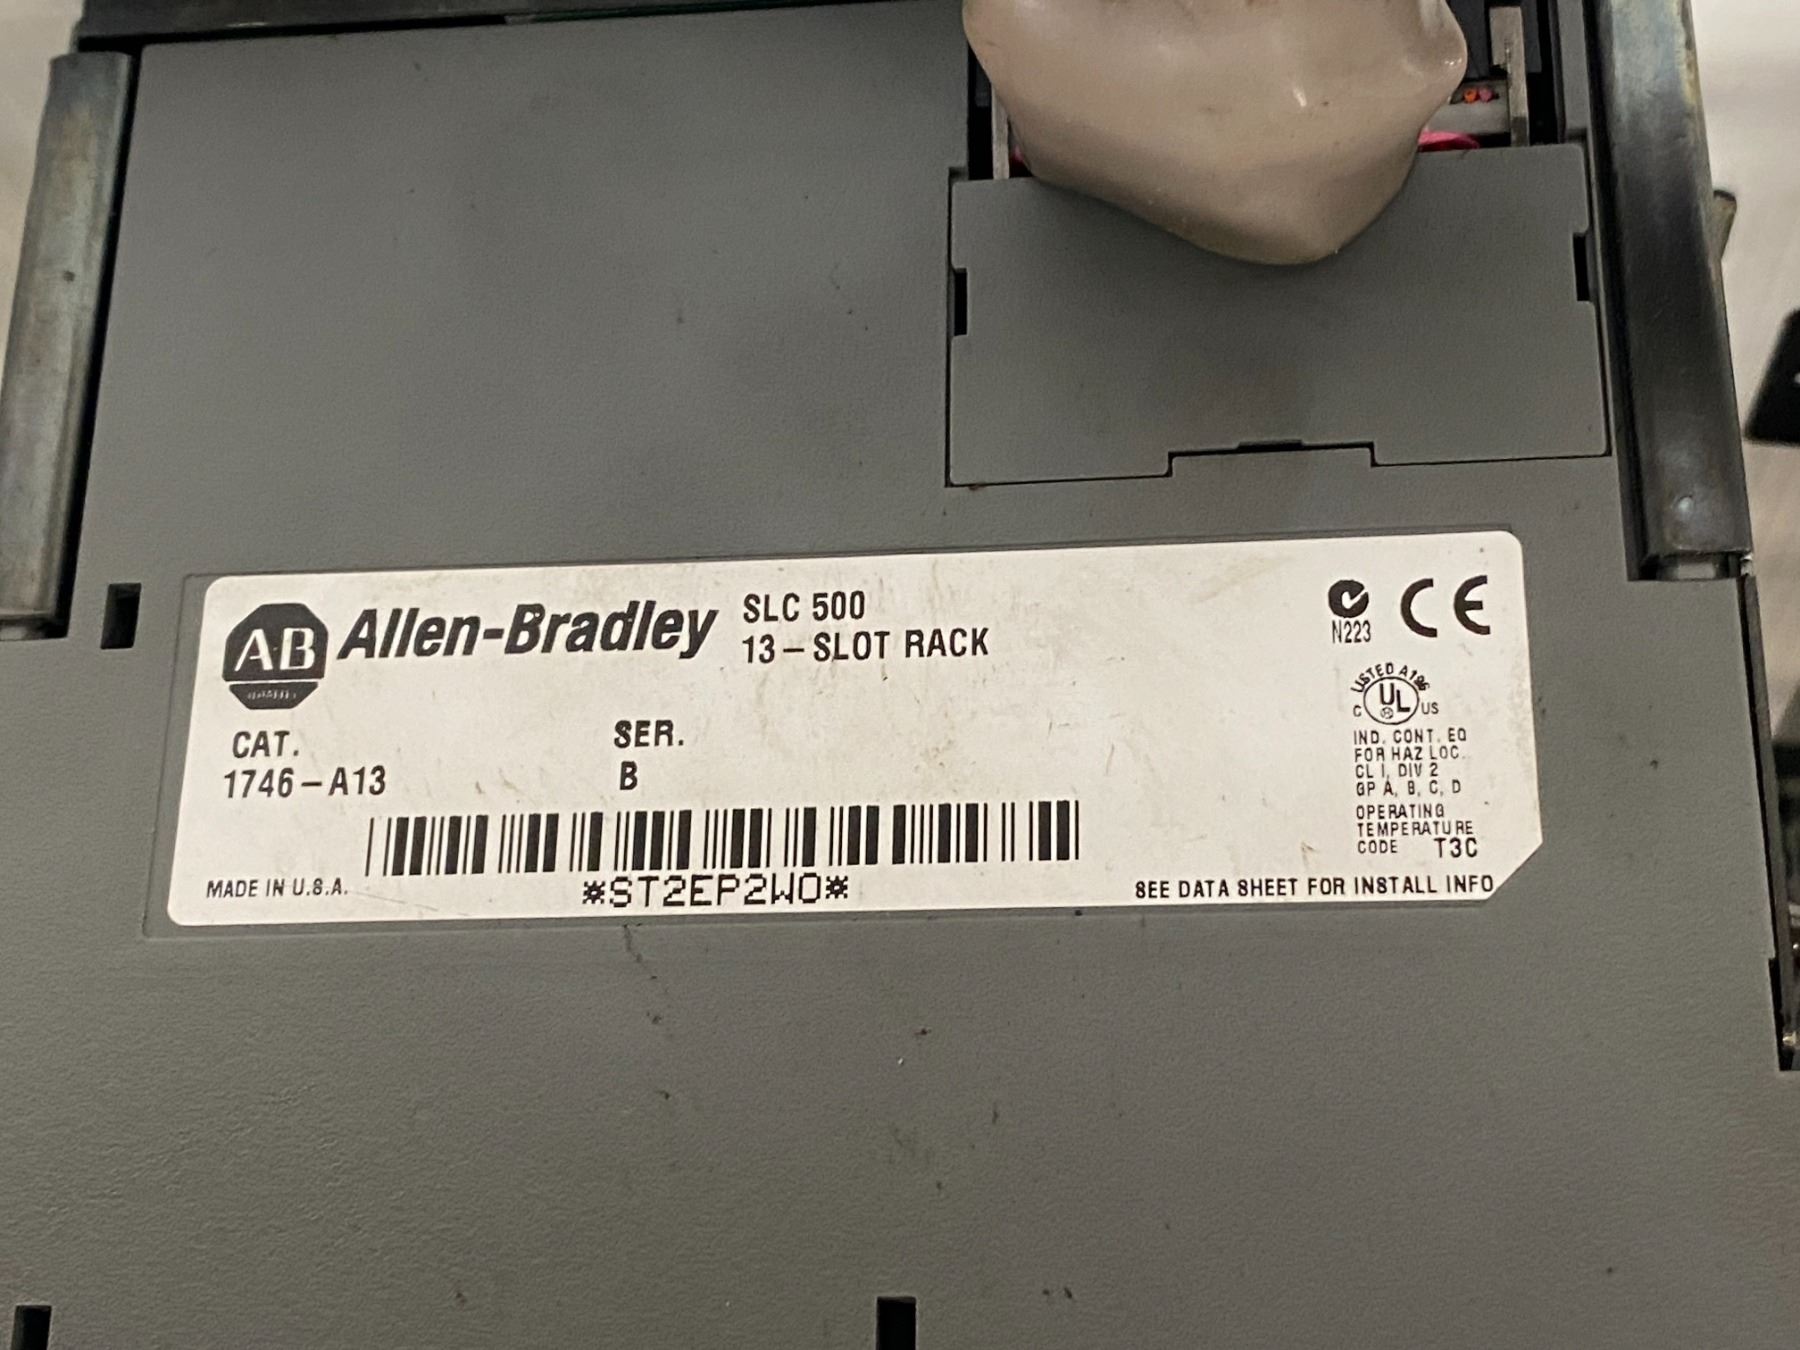 AB
Allen-Bradley
SLC 500
13-SLOT RACK
N223
CE
LISTED A196
C UL US
CAT.
1746-A13
SER.
B
IND. CONT. EQ
FOR HAZ LOC.
CL I, DIV 2
GP A, B, C, D
OPERATING
TEMPERATURE
CODE T3C
*ST2EP2W0*
MADE IN U.S.A.
SEE DATA SHEET FOR INSTALL INFO